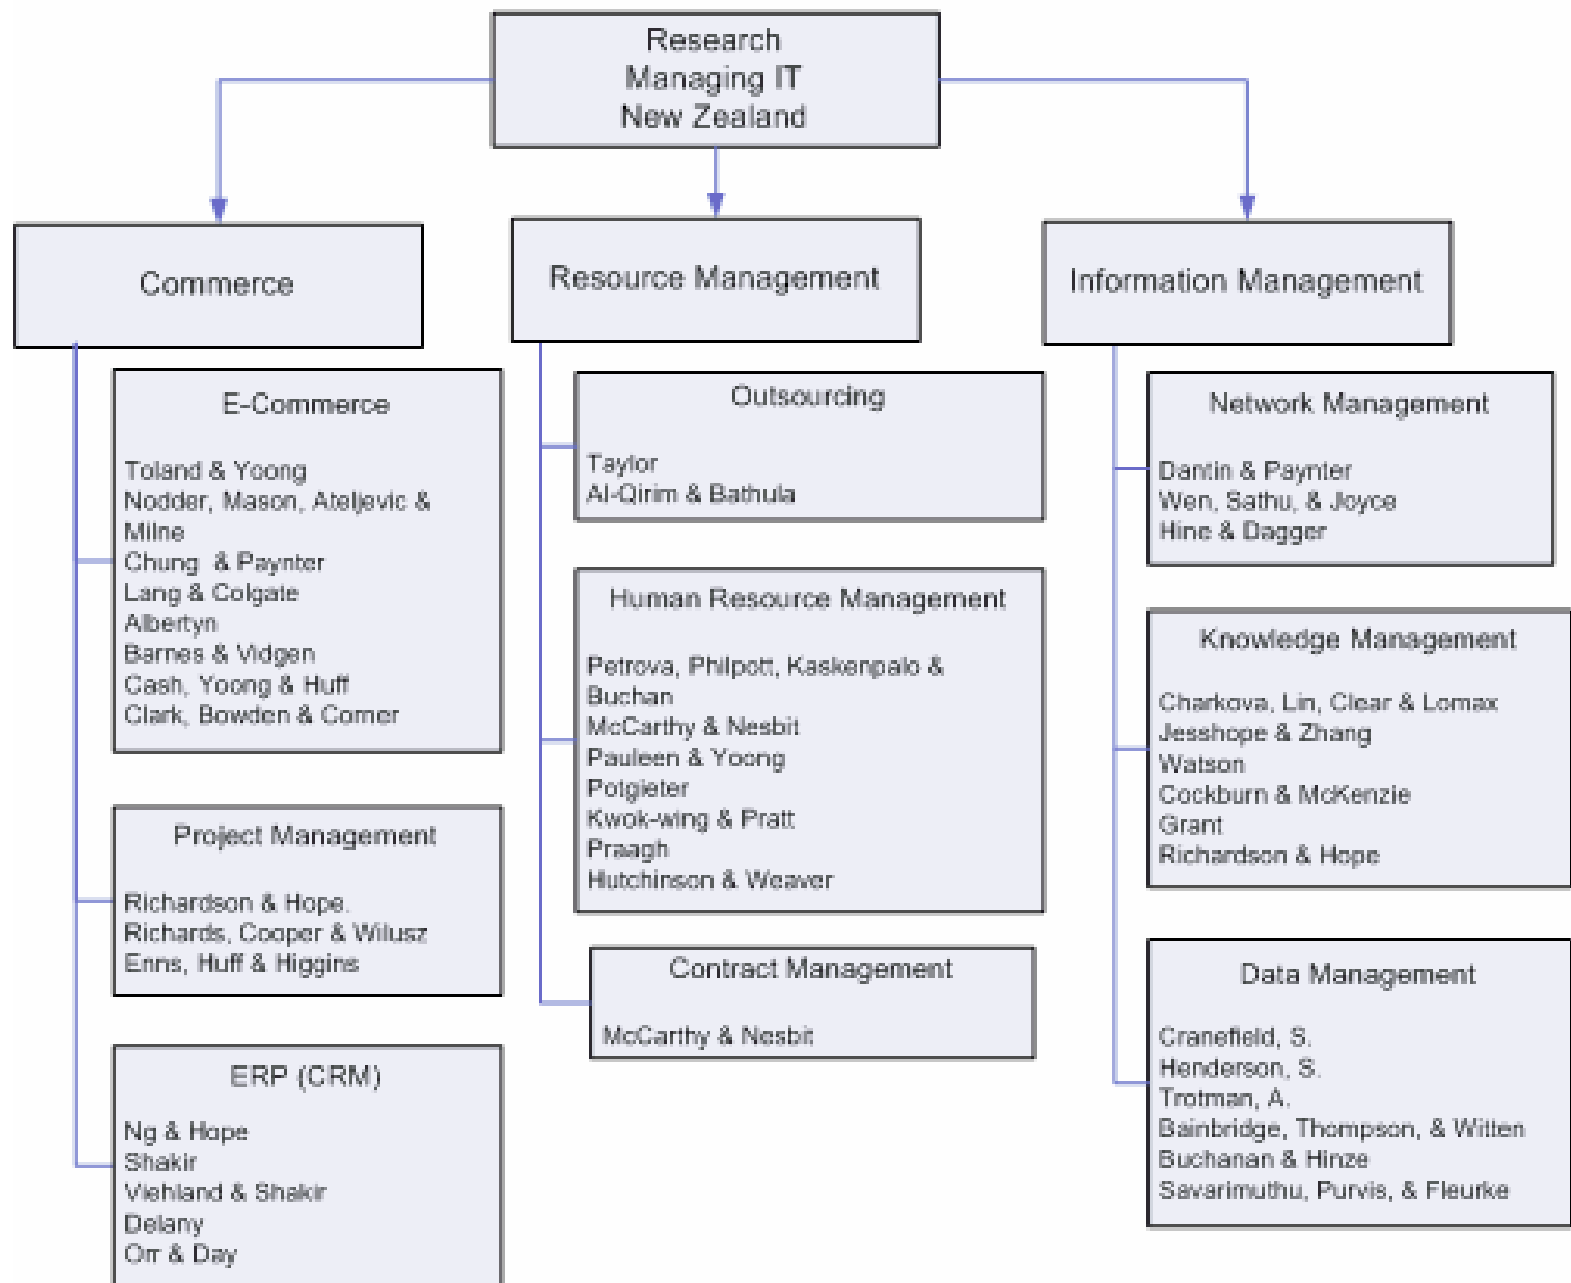 Research
Managing IT
New Zealand
Commerce
Resource Management
Information Management
E-Commerce
Toland & Yoong
Nodder, Mason, Ateljevic &
Milne
Chung & Paynter
Lang & Colgate
Albertyn
Barnes & Vidgen
Cash, Yoong & Huff
Clark, Bowden & Corner
Project Management
Richardson & Hope.
Richards, Cooper & Wilusz
Enns, Huff & Higgins
ERP (CRM)
Ng & Hope
Shakir
Viehland & Shakir
Delany
Orr & Day
Outsourcing
Taylor
Al-Qirim & Bathula
Human Resource Management
Petrova, Philpott, Kaskenpalo &
Buchan
McCarthy & Nesbit
Pauleen & Yoong
Potgieter
Kwok-wing & Pratt
Praagh
Hutchinson & Weaver
Contract Management
McCarthy & Nesbit
Network Management
Dantin & Paynter
Wen, Sathu, & Joyce
Hine & Dagger
Knowledge Management
Charkova, Lin, Clear & Lomax
Jesshope & Zhang
Watson
Cockburn & McKenzie
Grant
Richardson & Hope
Data Management
Cranefield, S.
Henderson, S.
Trotman, A.
Bainbridge, Thompson, & Witten
Buchanan & Hinze
Savarimuthu, Purvis, & Fleurke